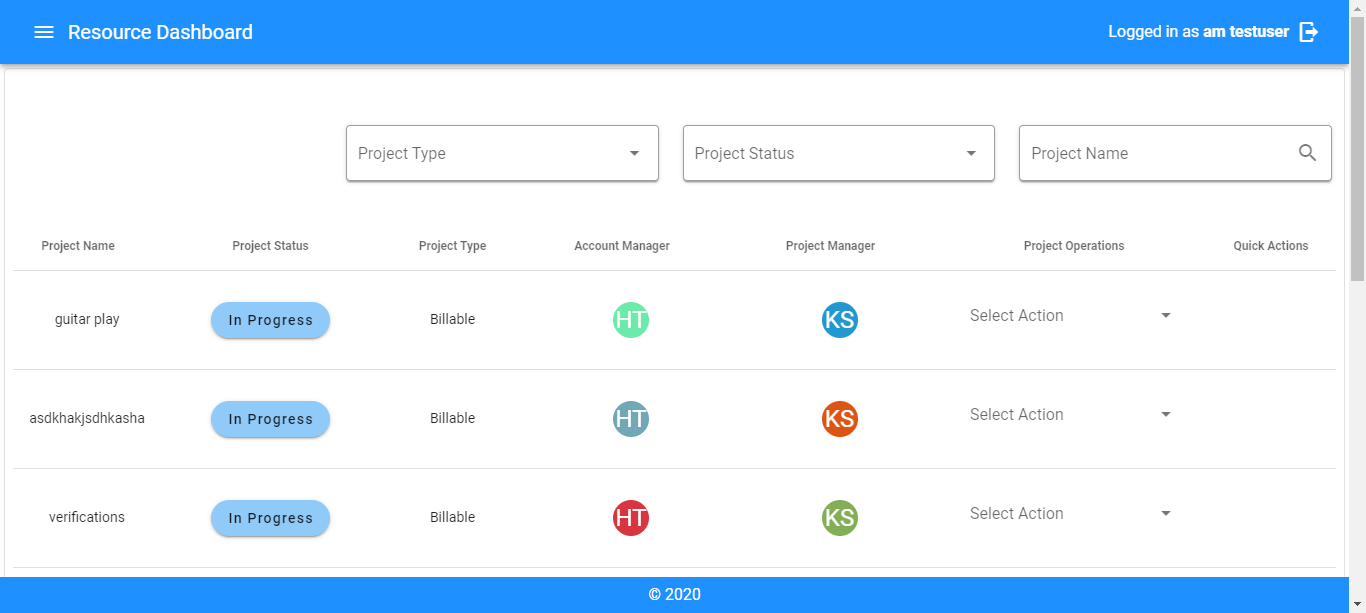 Resource Dashboard Logged in as am testuser
Project Type Project Status Project Name
Project Name Project Status Project Type Account Manager Project Manager Project Operations Quick Actions
guitar play In Progress Billable HT KS Select Action
asdkhakjsdhkasha In Progress Billable HT KS Select Action
verifications In Progress Billable HT KS Select Action
© 2020